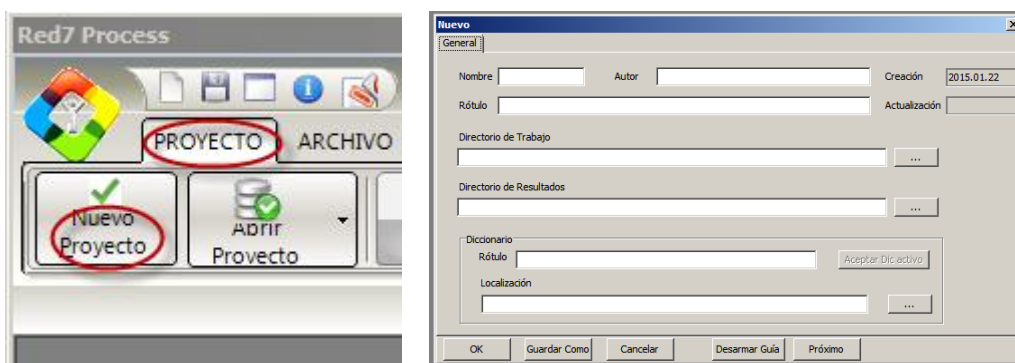 Red7 Process
PROYECTO ARCHIVO
Nuevo
Proyecto
Abrir
Proyecto
Nuevo
General
Nombre Autor Creación 2015.01.22
Rótulo Actualización
Directorio de Trabajo
...
Directorio de Resultados
...
Diccionario
Rótulo Aceptar Dic activo
Localización
...
OK Guardar Como Cancelar Desarmar Guía Próximo